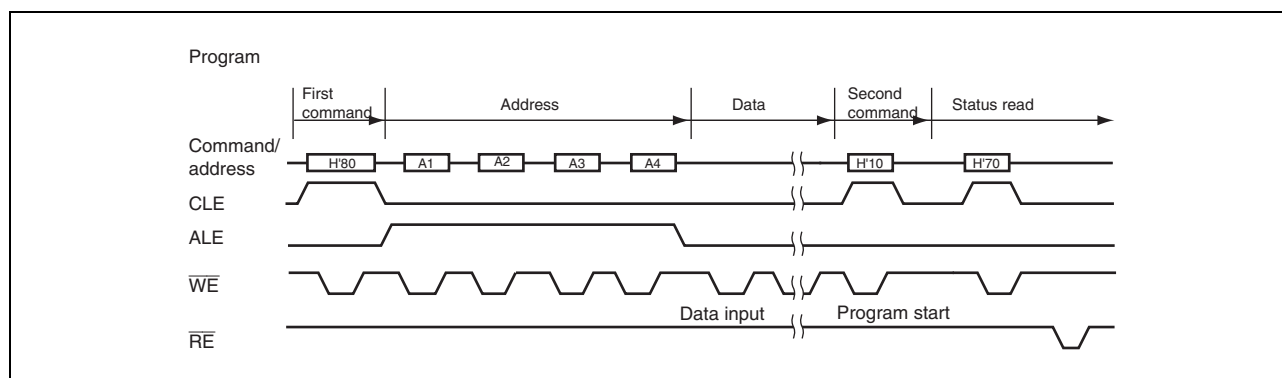 Program
First
command
Address
Data
Second
command
Status read
Command/
address
H'80
A1
A2
A3
A4
H'10
H'70
CLE
ALE
WE
Data input
Program start
RE